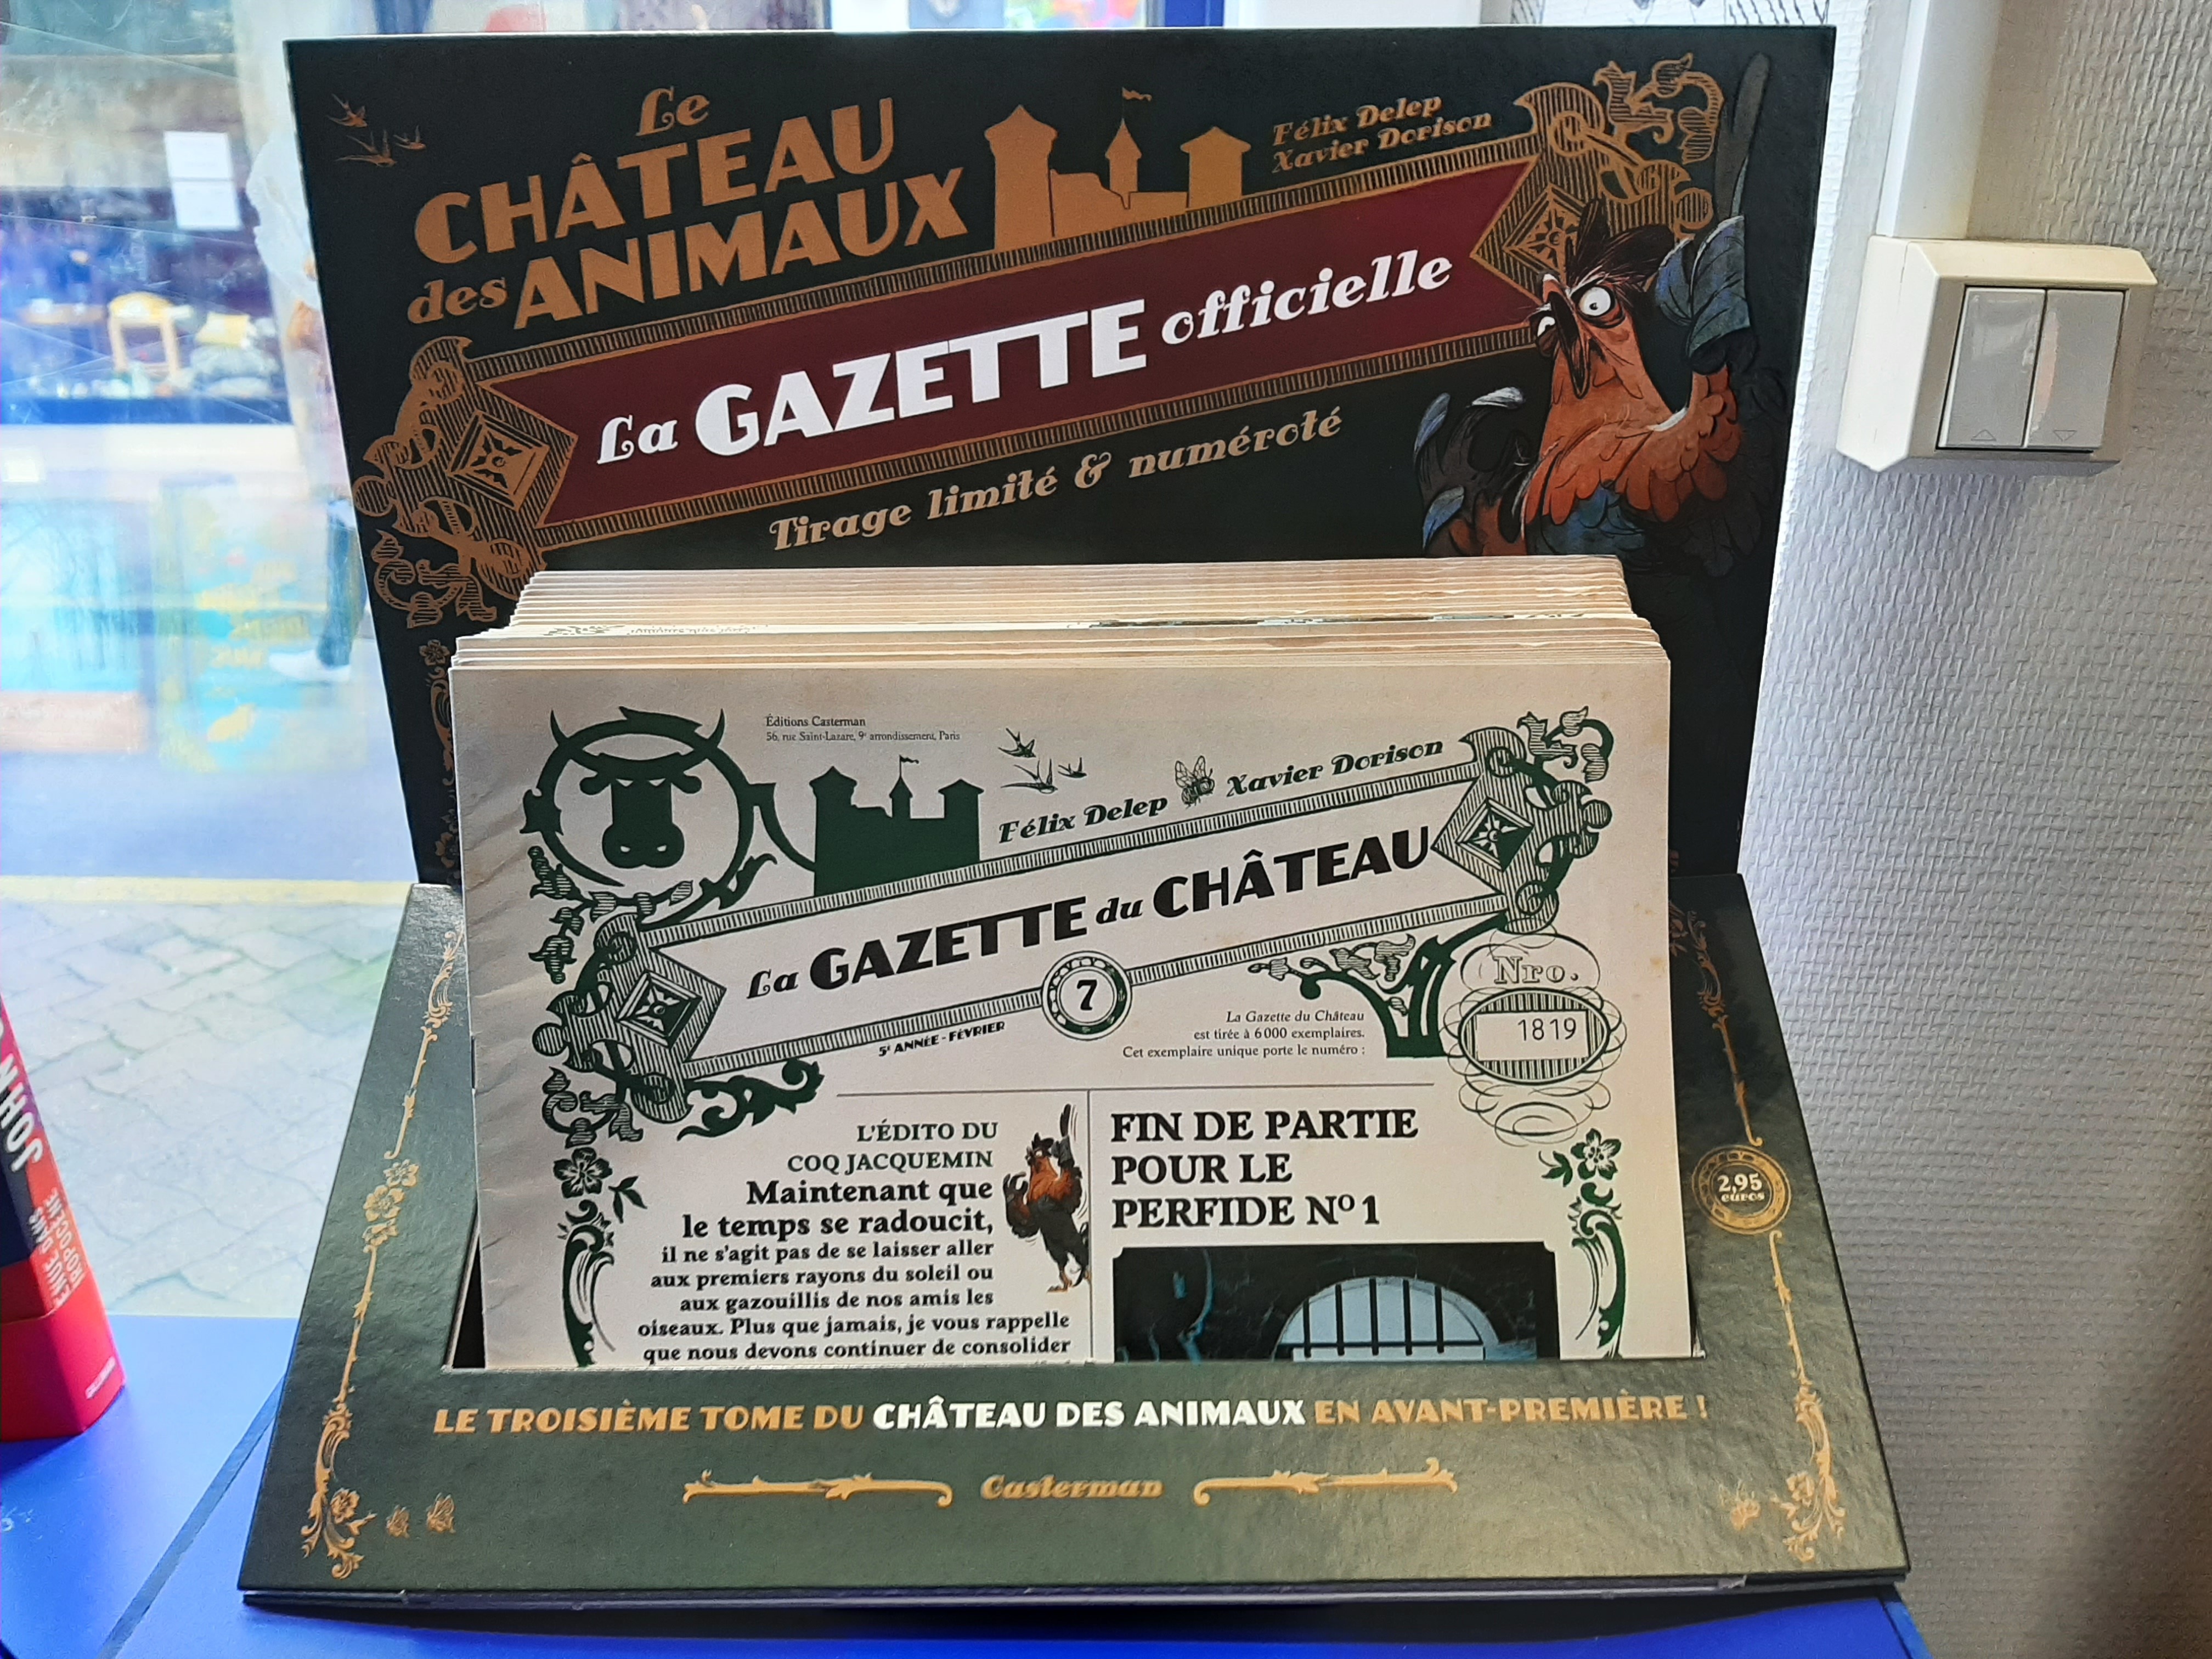 Le
CHÂTEAU
des ANIMAUX
Félix Delep
Xavier Dorison
La GAZETTE officielle
Tirage limité & numéroté
Éditions Casterman
56, rue Saint-Lazare, 9e arrondissement, Paris
Félix Delep Xavier Dorison
La GAZETTE du CHÂTEAU
7
5e ANNÉE - FÉVRIER
La Gazette du Château
est tirée à 6000 exemplaires.
Cet exemplaire unique porte le numéro :
Nro.
1819
L'ÉDITO DU
COQ JACQUEMIN
Maintenant que
le temps se radoucit,
il ne s'agit pas de se laisser aller
aux premiers rayons du soleil ou
aux gazouillis de nos amis les
oiseaux. Plus que jamais, je vous rappelle
que nous devons continuer de consolider
FIN DE PARTIE
POUR LE
PERFIDE Nº 1
2,95
euros
LE TROISIÈME TOME DU CHÂTEAU DES ANIMAUX EN AVANT-PREMIÈRE !
Casterman
JOHN